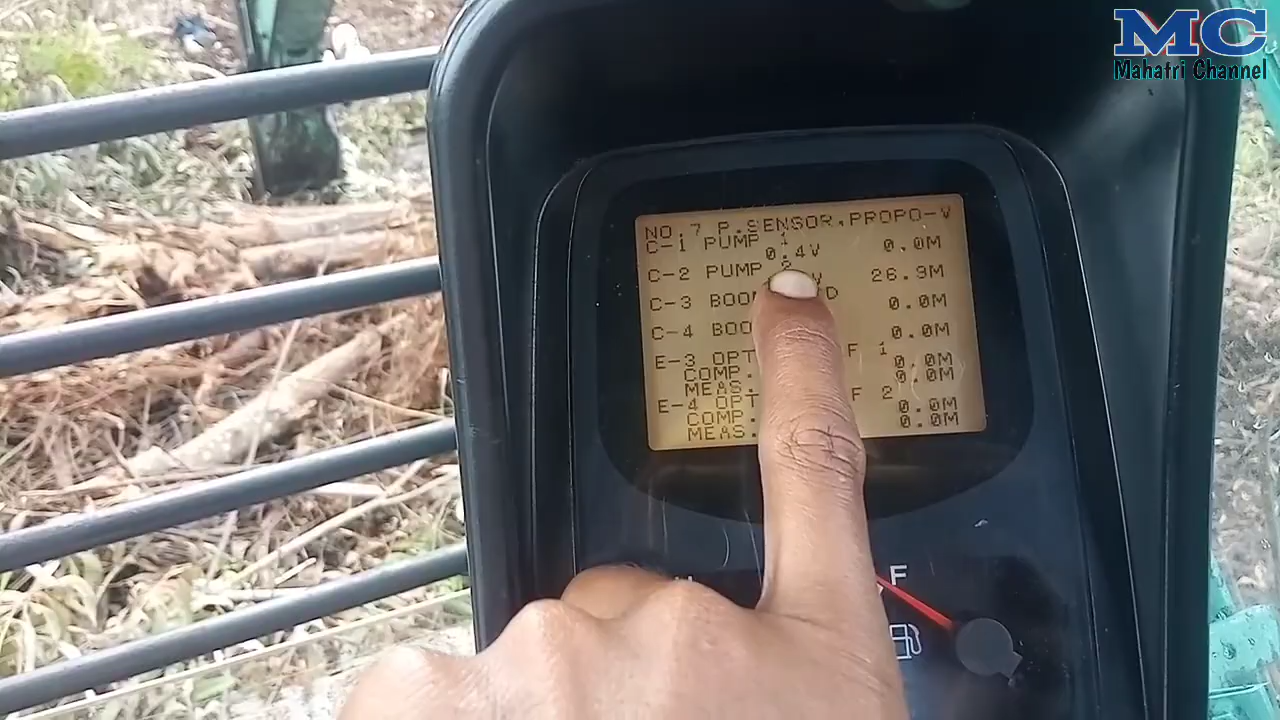 MC
Mahatri Channel
NO.7 P.SENSOR,PROPO-V
C-1 PUMP 1
0.4V 0.0M
C-2 PUMP 2
V 26.9M
C-3 BOO D 0.0M
C-4 BOO 0.0M
E-3 OPT F 1
COMP. 0.0M
MEAS. 0.0M
E-4 OPT F 2
COMP. 0.0M
MEAS. 0.0M
F